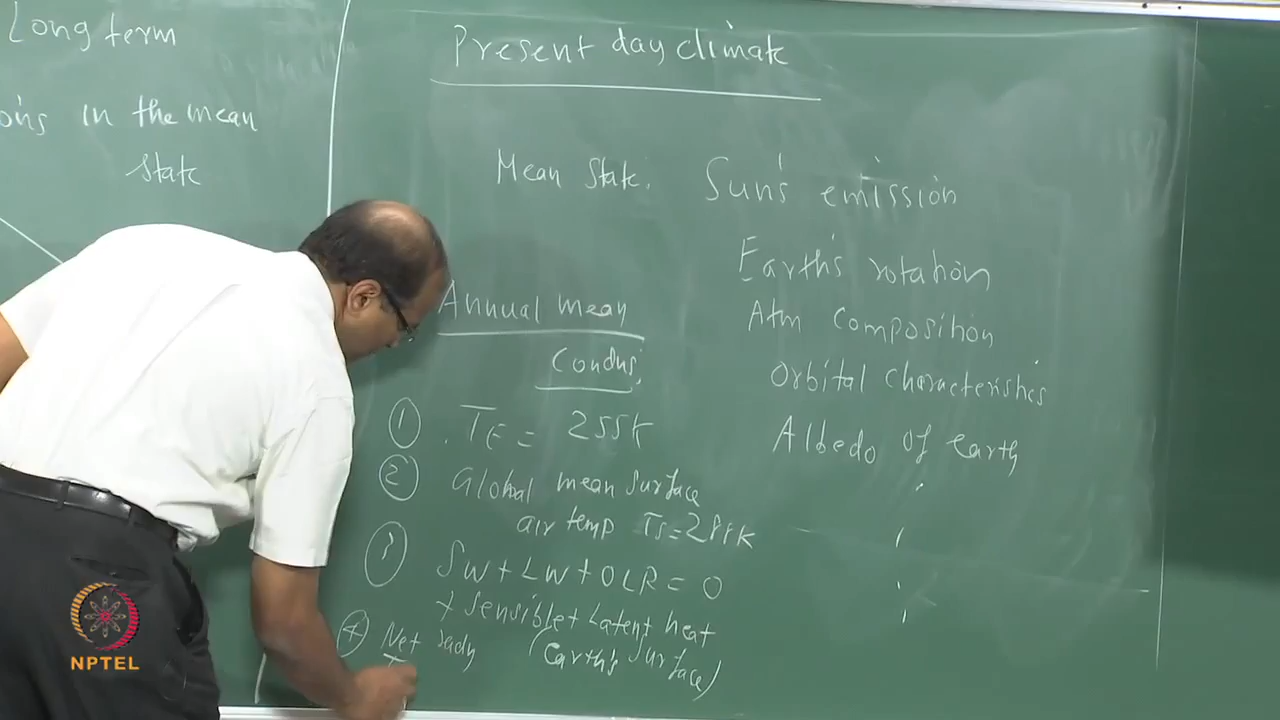 Long term
ons in the mean
state
Present day climate
Mean State: Sun's emission
Earth's rotation
Atm composition
Orbital characteristics
Albedo of earth
Annual mean
Condns:
① TE = 255K
② Global mean surface
air temp Ts = 288K
③ SW + LW + OLR = 0
+ Sensible + Latent heat
(Earth's surface)
④ Net radn
NPTEL